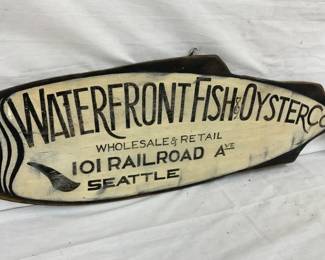 WATERFRONT FISH & OYSTER CO
WHOLESALE & RETAIL
101 RAILROAD AVE
SEATTLE